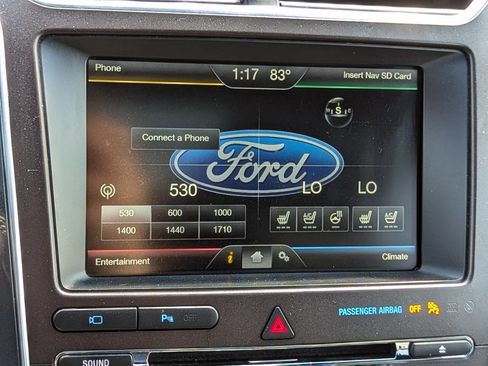 Phone
1:17 83°
Insert Nav SD Card
S
Connect a Phone
Ford
530
LO LO
530 600 1000
1400 1440 1710
Entertainment
i
Climate
P OFF
PASSENGER AIRBAG OFF
SOUND